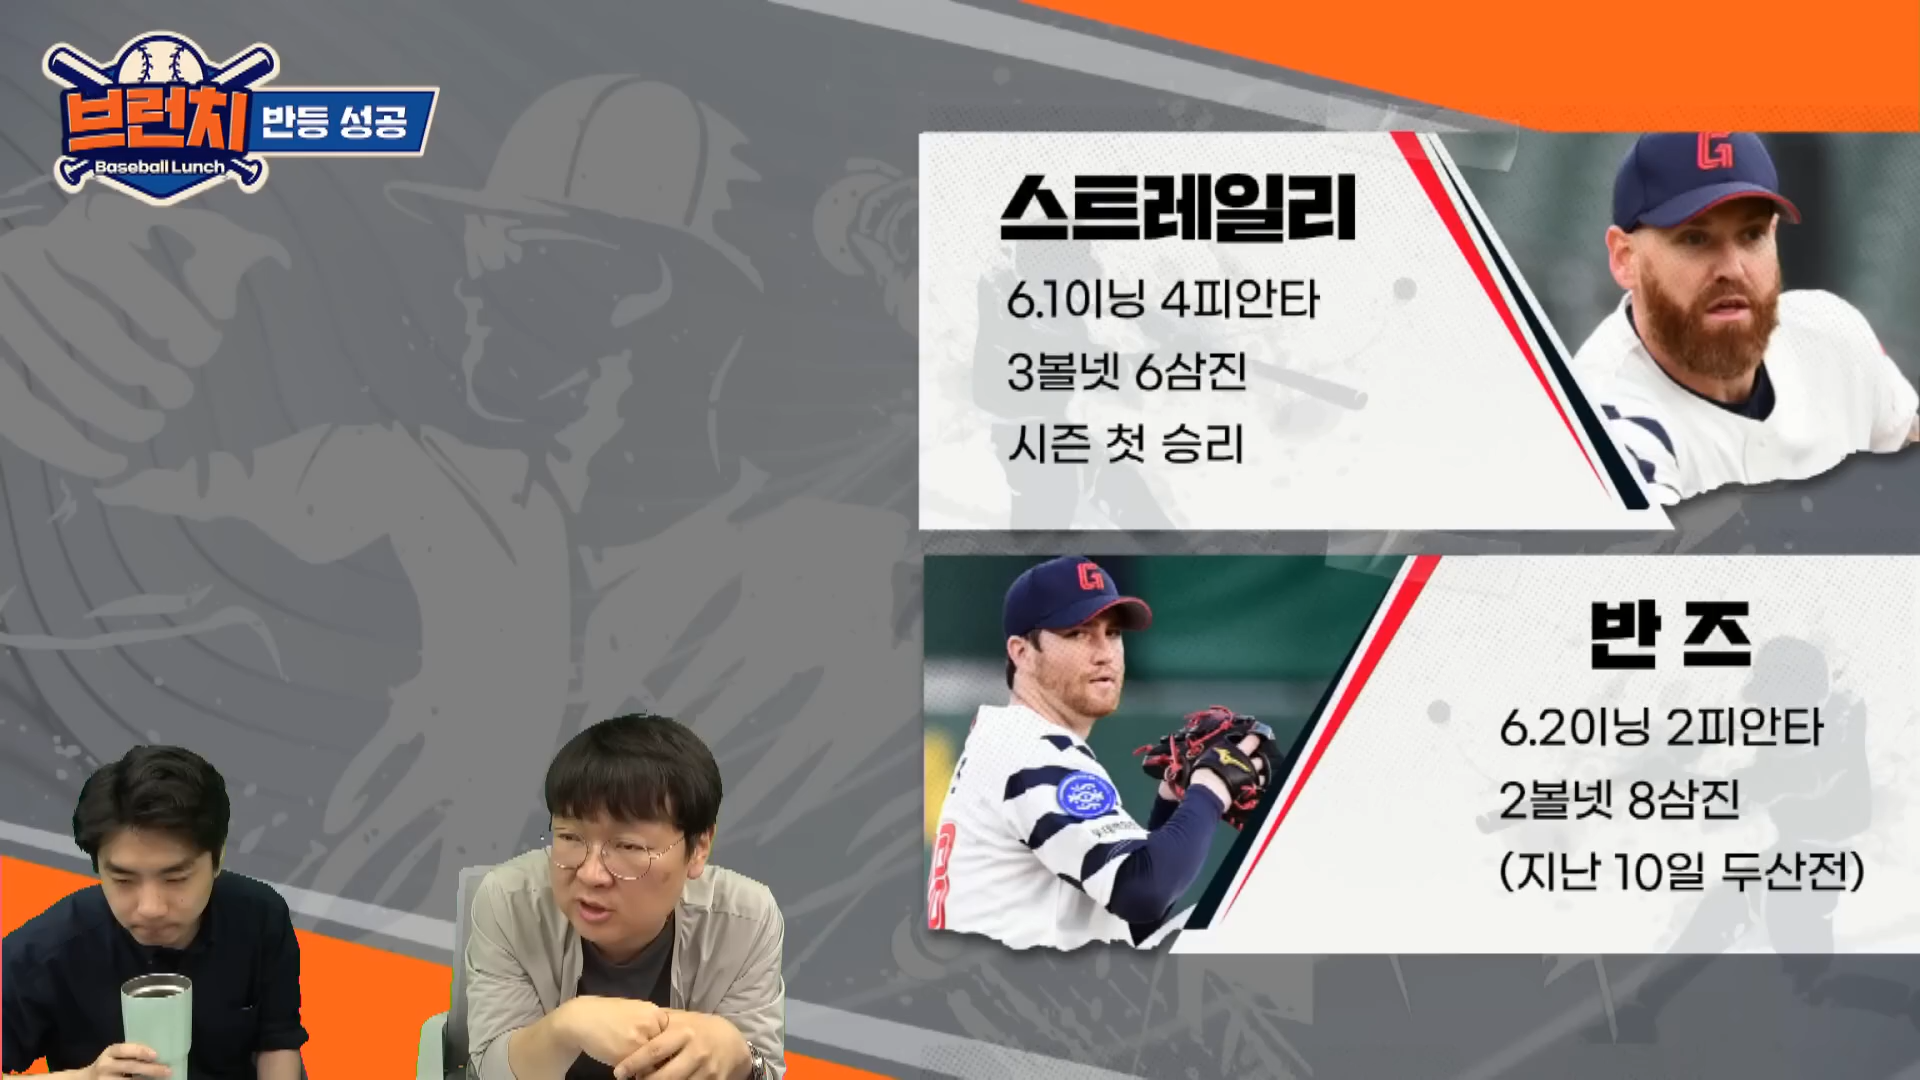 브런치
Baseball Lunch
반등 성공
스트레일리
6.1이닝 4피안타
3볼넷 6삼진
시즌 첫 승리
G
반 즈
6.2이닝 2피안타
2볼넷 8삼진
(지난 10일 두산전)
G